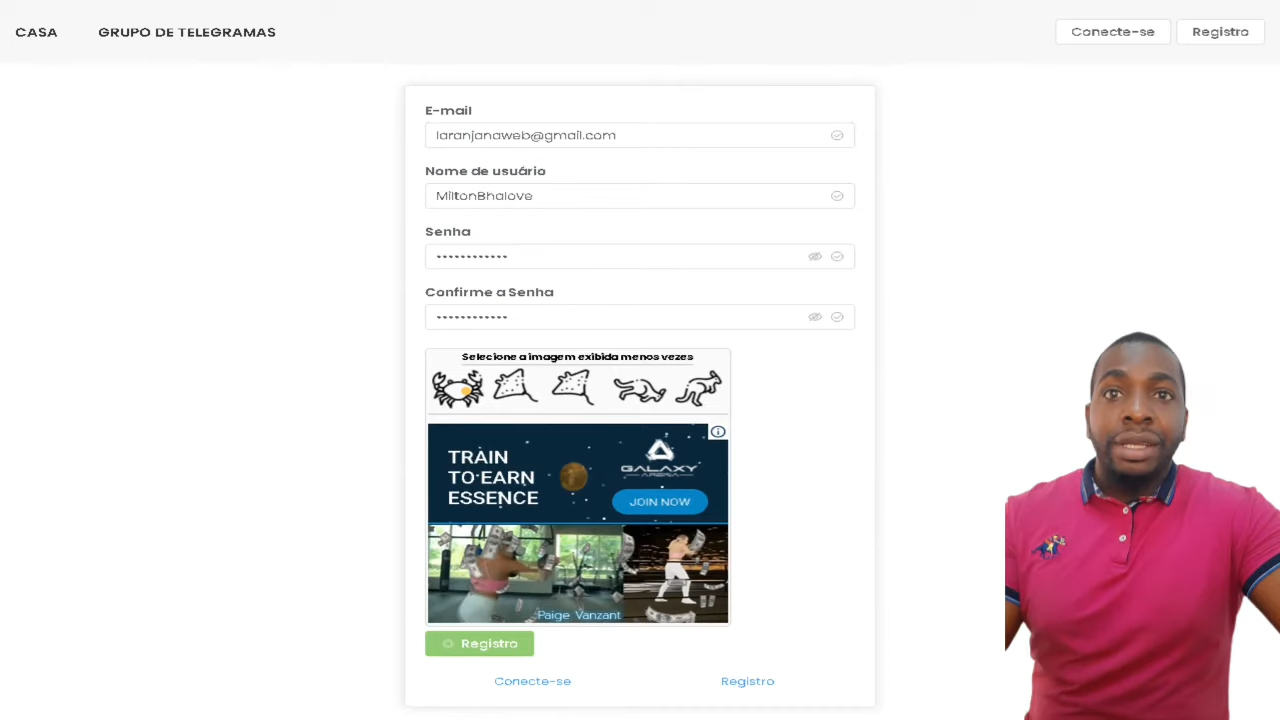 CASA
GRUPO DE TELEGRAMAS
Conecte-se
Registro
E-mail
laranjanaweb@gmail.com
Nome de usuário
MiltonBhalove
Senha
••••••••••••
Confirme a Senha
••••••••••••
Selecione a imagem exibida menos vezes
TRAIN
TO EARN
ESSENCE
GALAXY
ARENA
JOIN NOW
Paige Vanzant
Registro
Conecte-se
Registro